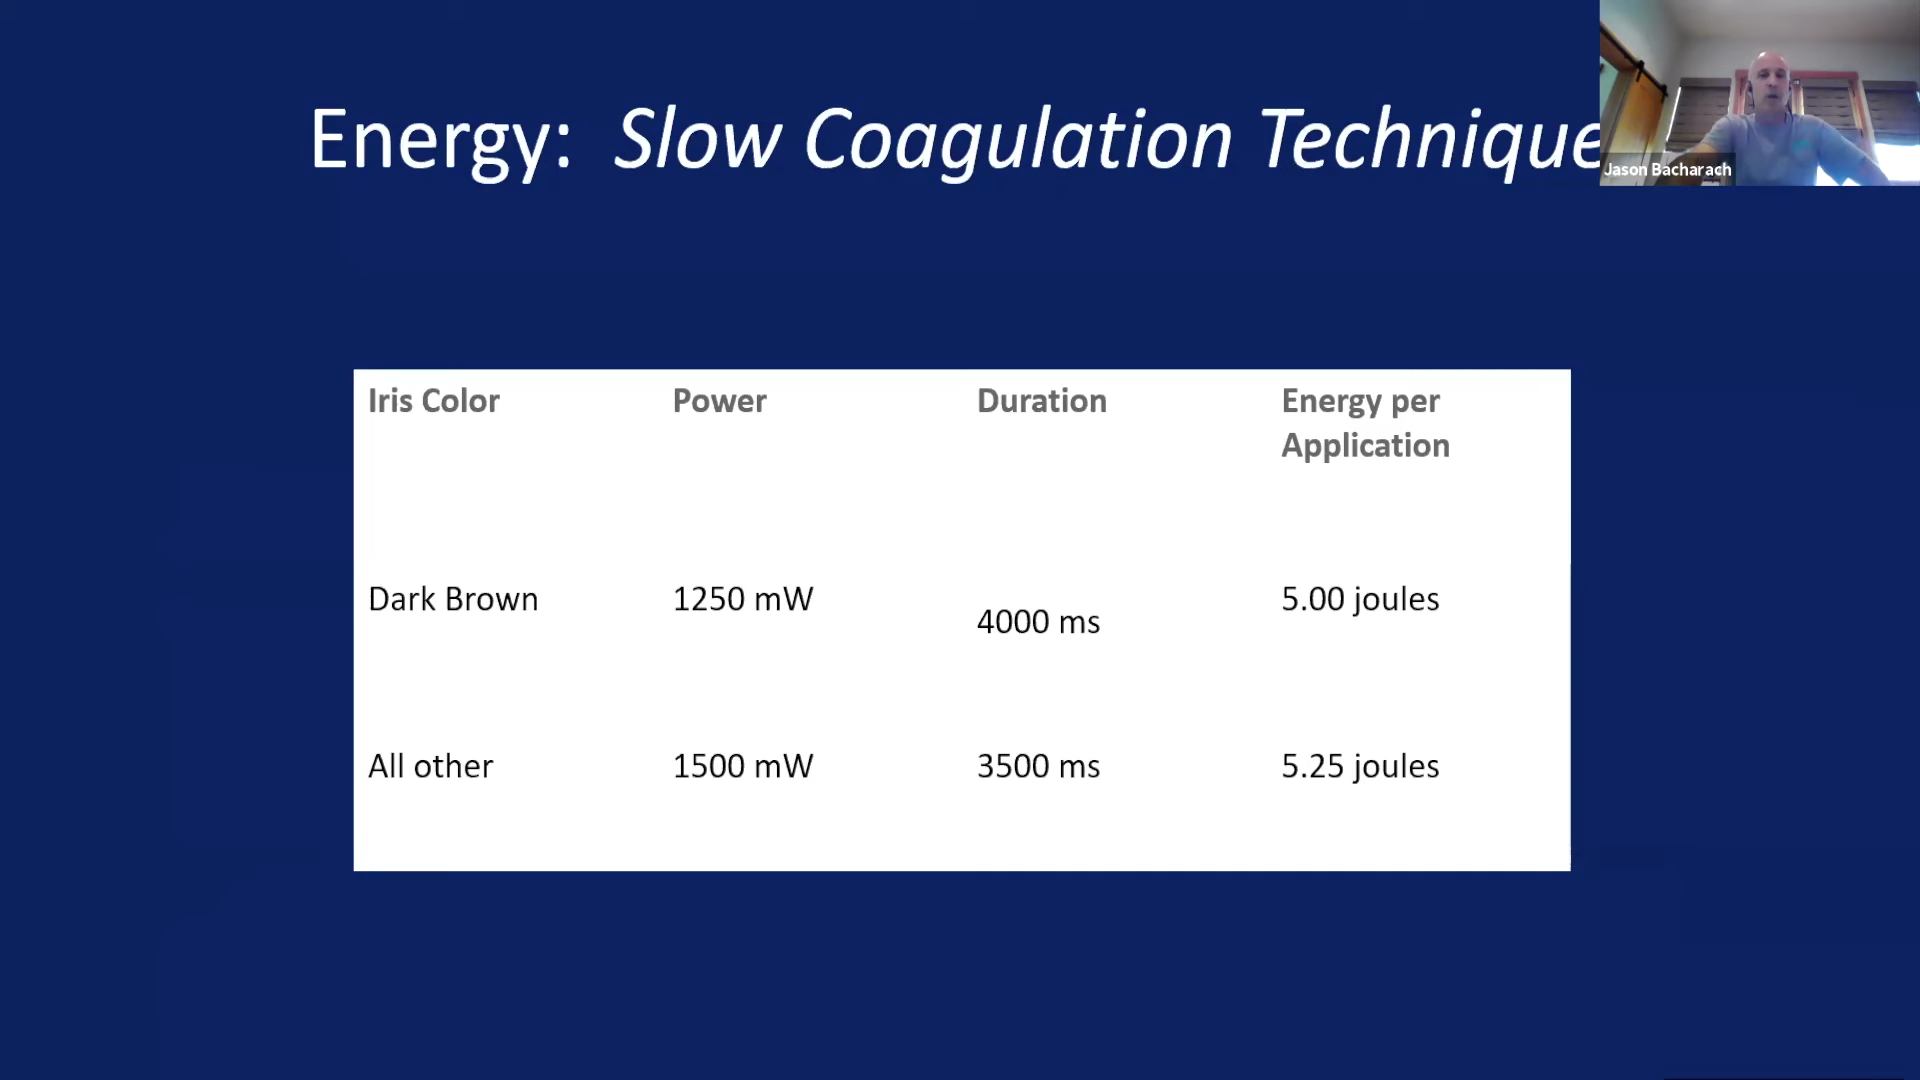 Energy: Slow Coagulation Technique
Jason Bacharach
Iris Color Power Duration Energy per
Application
Dark Brown 1250 mW 4000 ms 5.00 joules
All other 1500 mW 3500 ms 5.25 joules